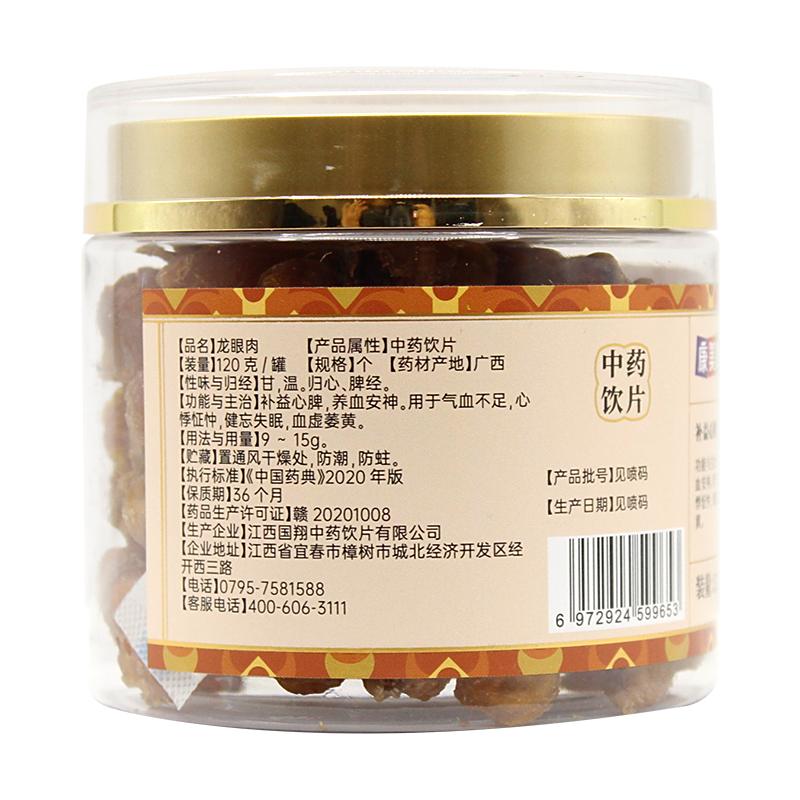 【品名】龙眼肉 【产品属性】中药饮片
【装量】120克/罐 【规格】个 【药材产地】广西
【性味与归经】甘,温。归心、脾经。
【功能与主治】补益心脾,养血安神。用于气血不足,心
悸怔忡,健忘失眠,血虚萎黄。
【用法与用量】9 ~ 15g。
【贮藏】置通风干燥处,防潮,防蛀。
【执行标准】《中国药典》2020年版
【保质期】36个月
【药品生产许可证】赣 20201008
【生产企业】江西国翔中药饮片有限公司
【企业地址】江西省宜春市樟树市城北经济开发区经
开西三路
【电话】0795-7581588
【客服电话】400-606-3111
中药
饮片
【产品批号】见喷码
【生产日期】见喷码
6 972924 599653
康美